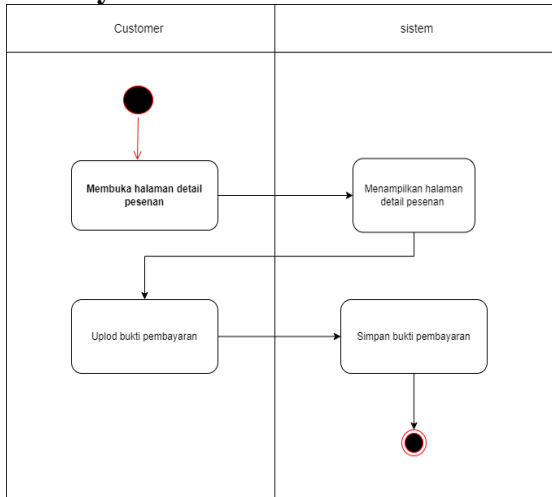 Customer
sistem
Membuka halaman detail
pesenan
Menampilkan halaman
detail pesenan
Uplod bukti pembayaran
Simpan bukti pembayaran